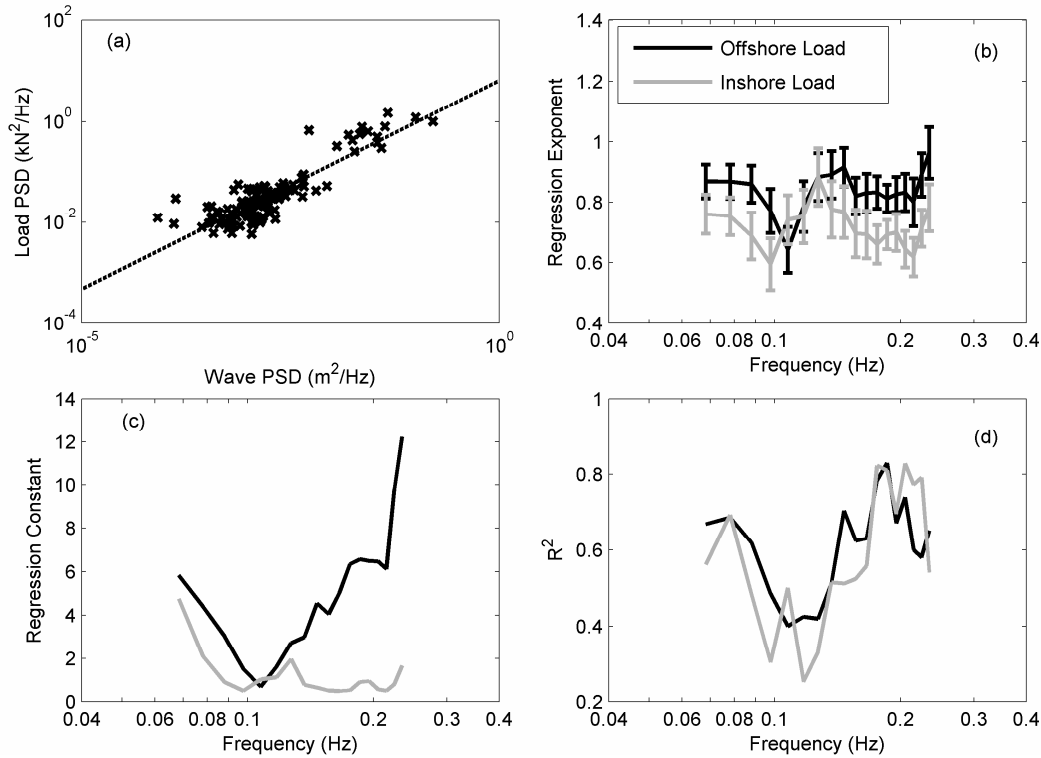 (a)
10^2
10^0
10^-2
10^-4
Load PSD (kN^2/Hz)
10^-5
10^0
Wave PSD (m^2/Hz)
(b)
Offshore Load
Inshore Load
1.4
1.2
1
0.8
0.6
0.4
Regression Exponent
0.04 0.06 0.08 0.1 0.2 0.3 0.4
Frequency (Hz)
(c)
14
12
10
8
6
4
2
0
Regression Constant
0.04 0.06 0.08 0.1 0.2 0.3 0.4
Frequency (Hz)
(d)
1
0.8
0.6
0.4
0.2
R^2
0.04 0.06 0.08 0.1 0.2 0.3 0.4
Frequency (Hz)